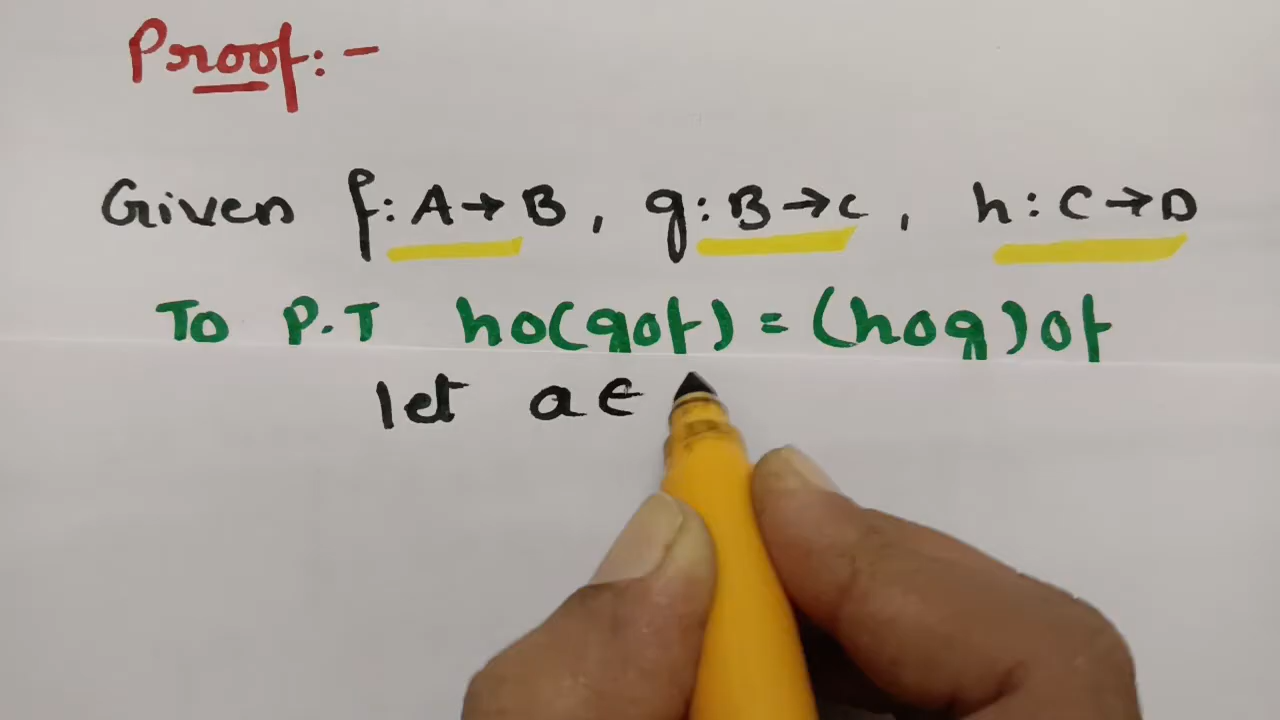 Proof:-
Given f: A→B, g: B→C, h: C→D
To P.T ho(gof) = (hog)of
let a∈